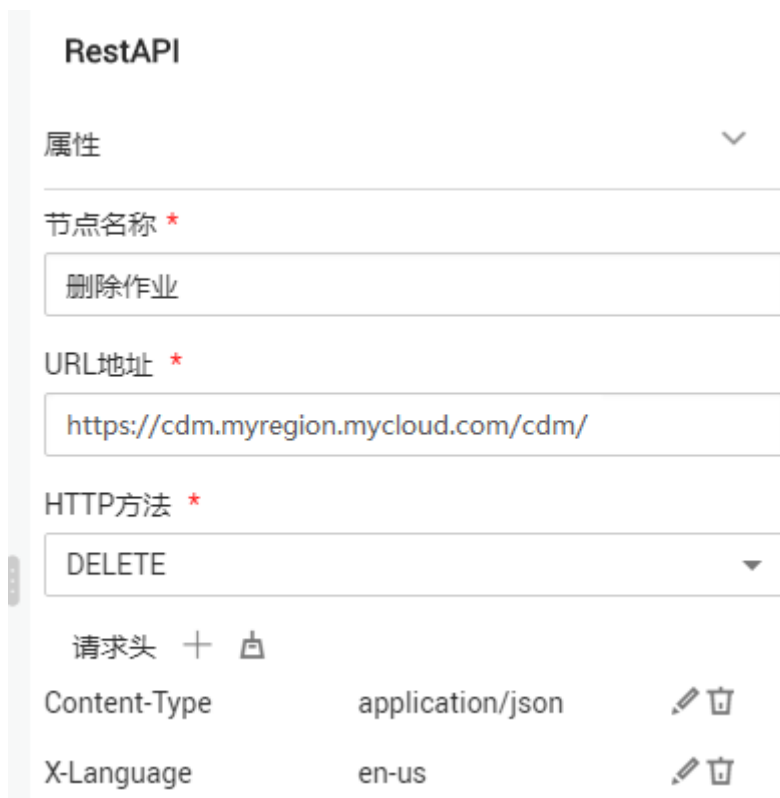 RestAPI
属性
节点名称 *
删除作业
URL地址 *
https://cdm.myregion.mycloud.com/cdm/
HTTP方法 *
DELETE
请求头
Content-Type application/json
X-Language en-us